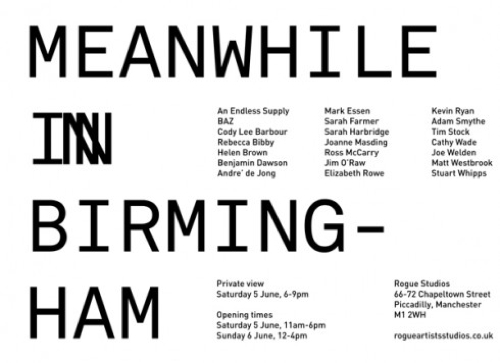 MEANWHILE
INN
BIRMING-
HAM
An Endless Supply
BAZ
Cody Lee Barbour
Rebecca Bibby
Helen Brown
Benjamin Dawson
Andre' de Jong
Mark Essen
Sarah Farmer
Sarah Harbridge
Joanne Masding
Ross McCarry
Jim O'Raw
Elizabeth Rowe
Kevin Ryan
Adam Smythe
Tim Stock
Cathy Wade
Joe Welden
Matt Westbrook
Stuart Whipps
Private view
Saturday 5 June, 6-9pm
Opening times
Saturday 5 June, 11am-6pm
Sunday 6 June, 12-4pm
Rogue Studios
66-72 Chapeltown Street
Piccadilly, Manchester
M1 2WH
rogueartistsstudios.co.uk